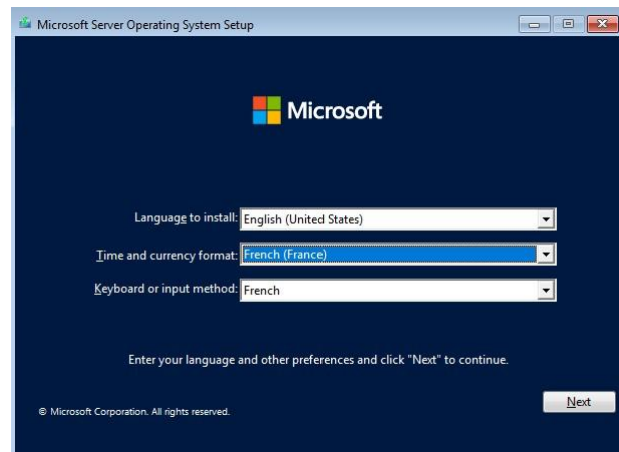 Microsoft Server Operating System Setup
Microsoft
Language to install: English (United States)
Time and currency format: French (France)
Keyboard or input method: French
Enter your language and other preferences and click "Next" to continue.
Next
© Microsoft Corporation. All rights reserved.